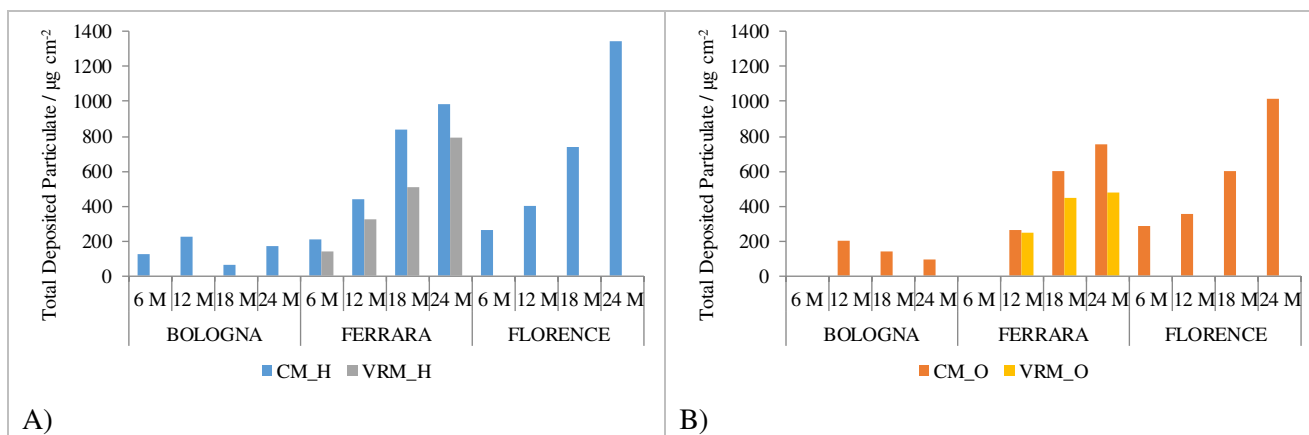 Total Deposited Particulate / µg cm-2
1400
1200
1000
800
600
400
200
0
6 M 12 M 18 M 24 M 6 M 12 M 18 M 24 M 6 M 12 M 18 M 24 M
BOLOGNA FERRARA FLORENCE
CM_H VRM_H
A)
Total Deposited Particulate / µg cm-2
1400
1200
1000
800
600
400
200
0
6 M 12 M 18 M 24 M 6 M 12 M 18 M 24 M 6 M 12 M 18 M 24 M
BOLOGNA FERRARA FLORENCE
CM_O VRM_O
B)